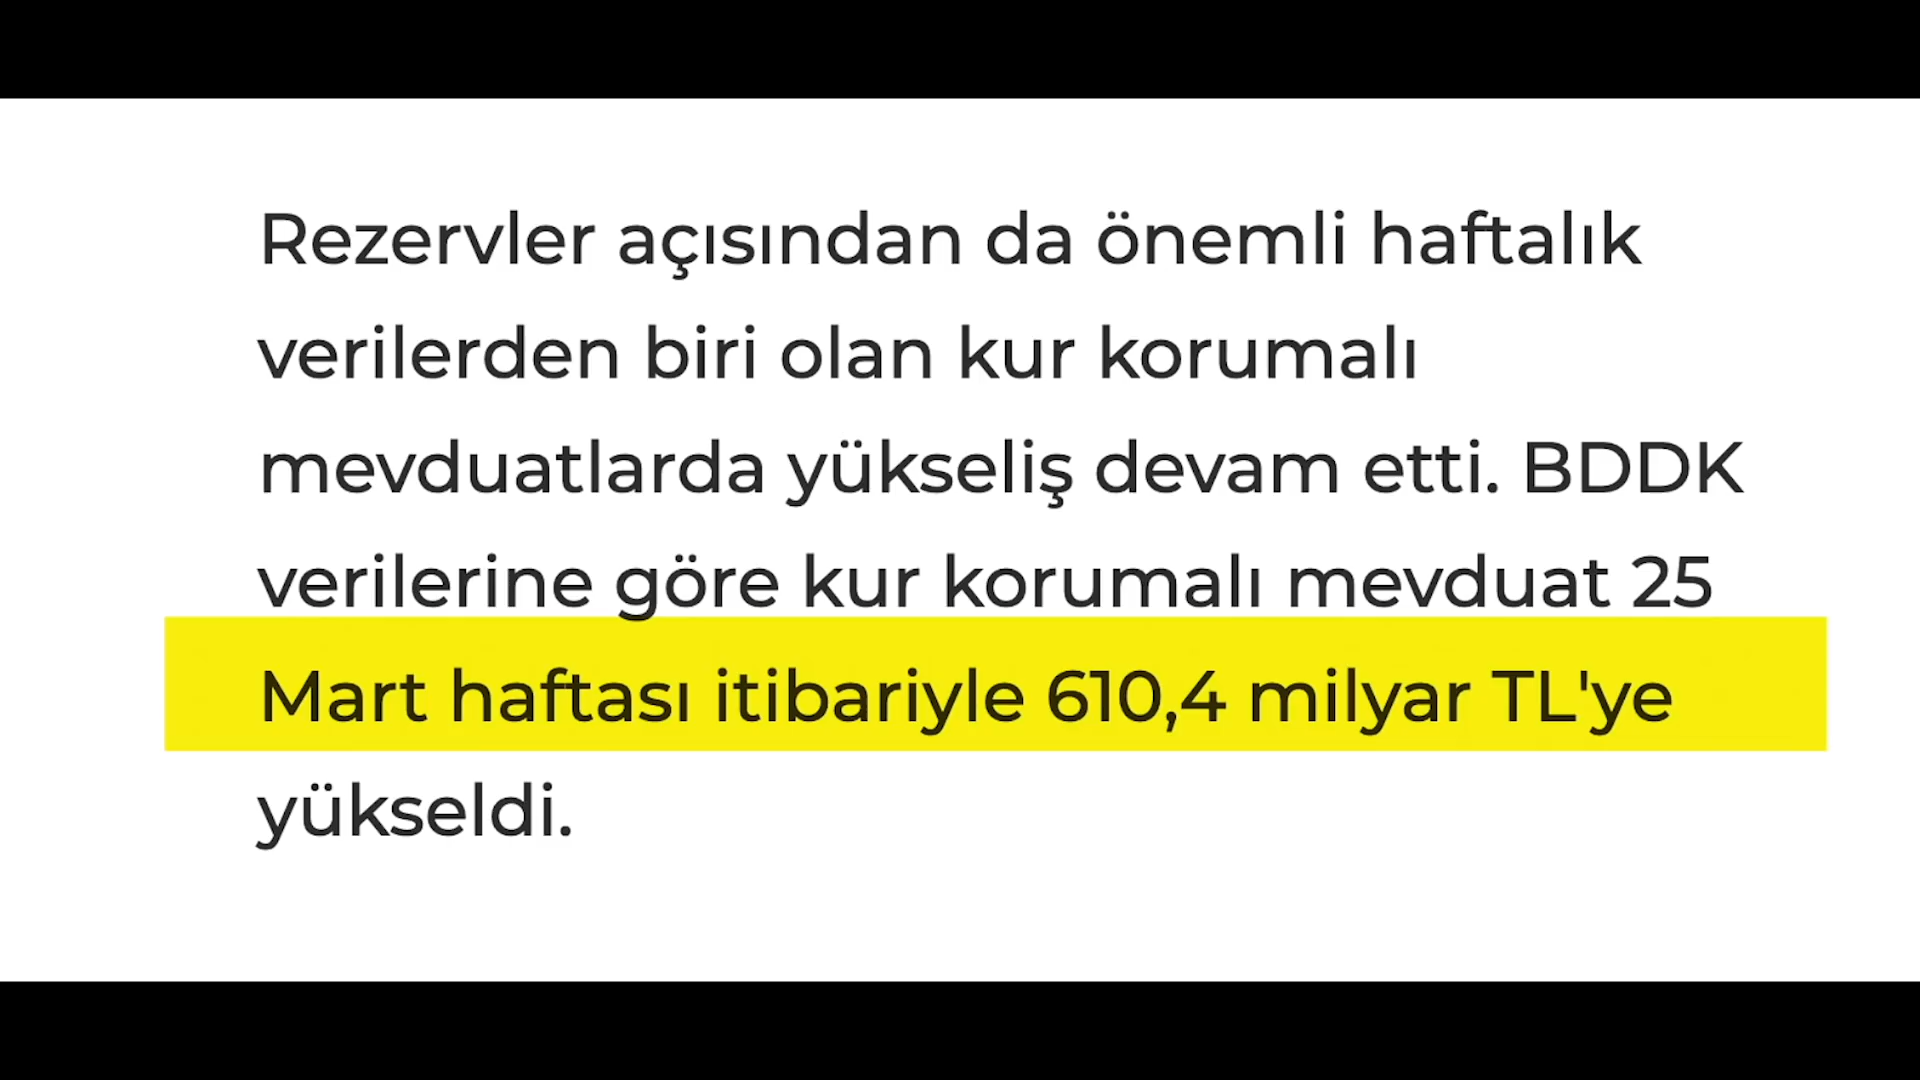 Rezervler açısından da önemli haftalık
verilerden biri olan kur korumalı
mevduatlarda yükseliş devam etti. BDDK
verilerine göre kur korumalı mevduat 25
Mart haftası itibariyle 610,4 milyar TL'ye
yükseldi.